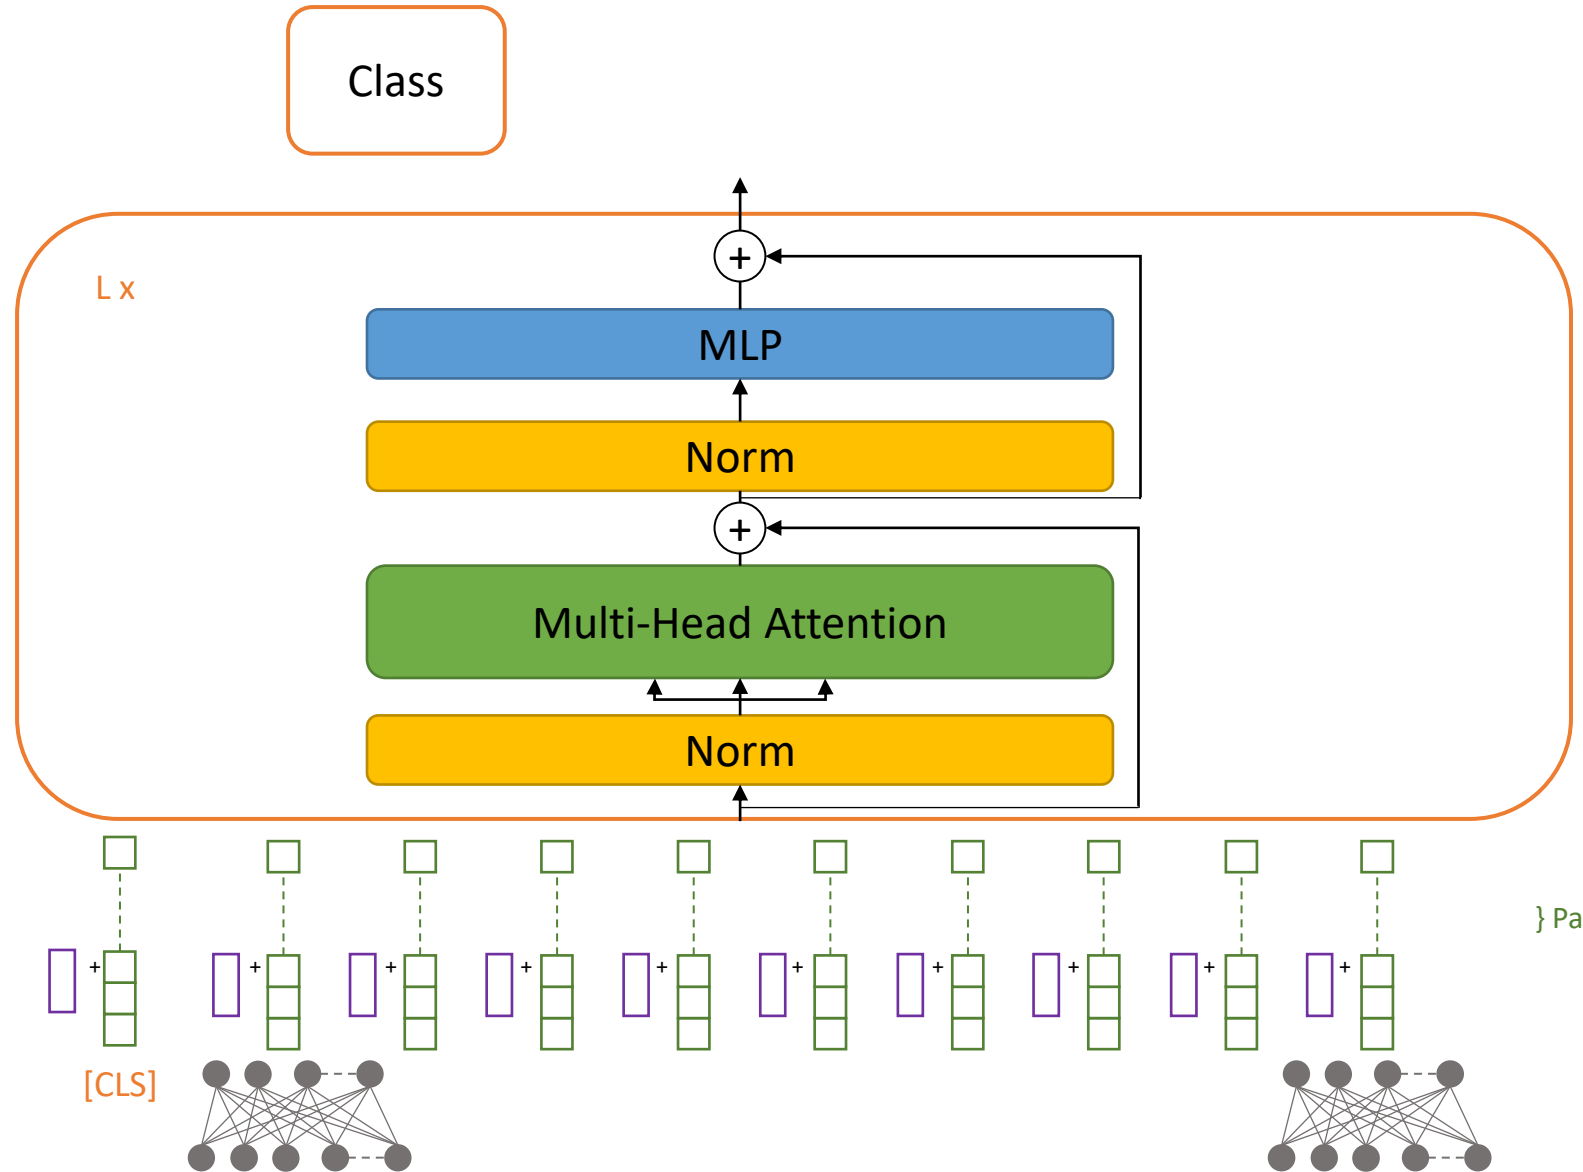 Class
+
L x
MLP
Norm
+
Multi-Head Attention
Norm
} Pa
+ + + + + + + + + +
[CLS]